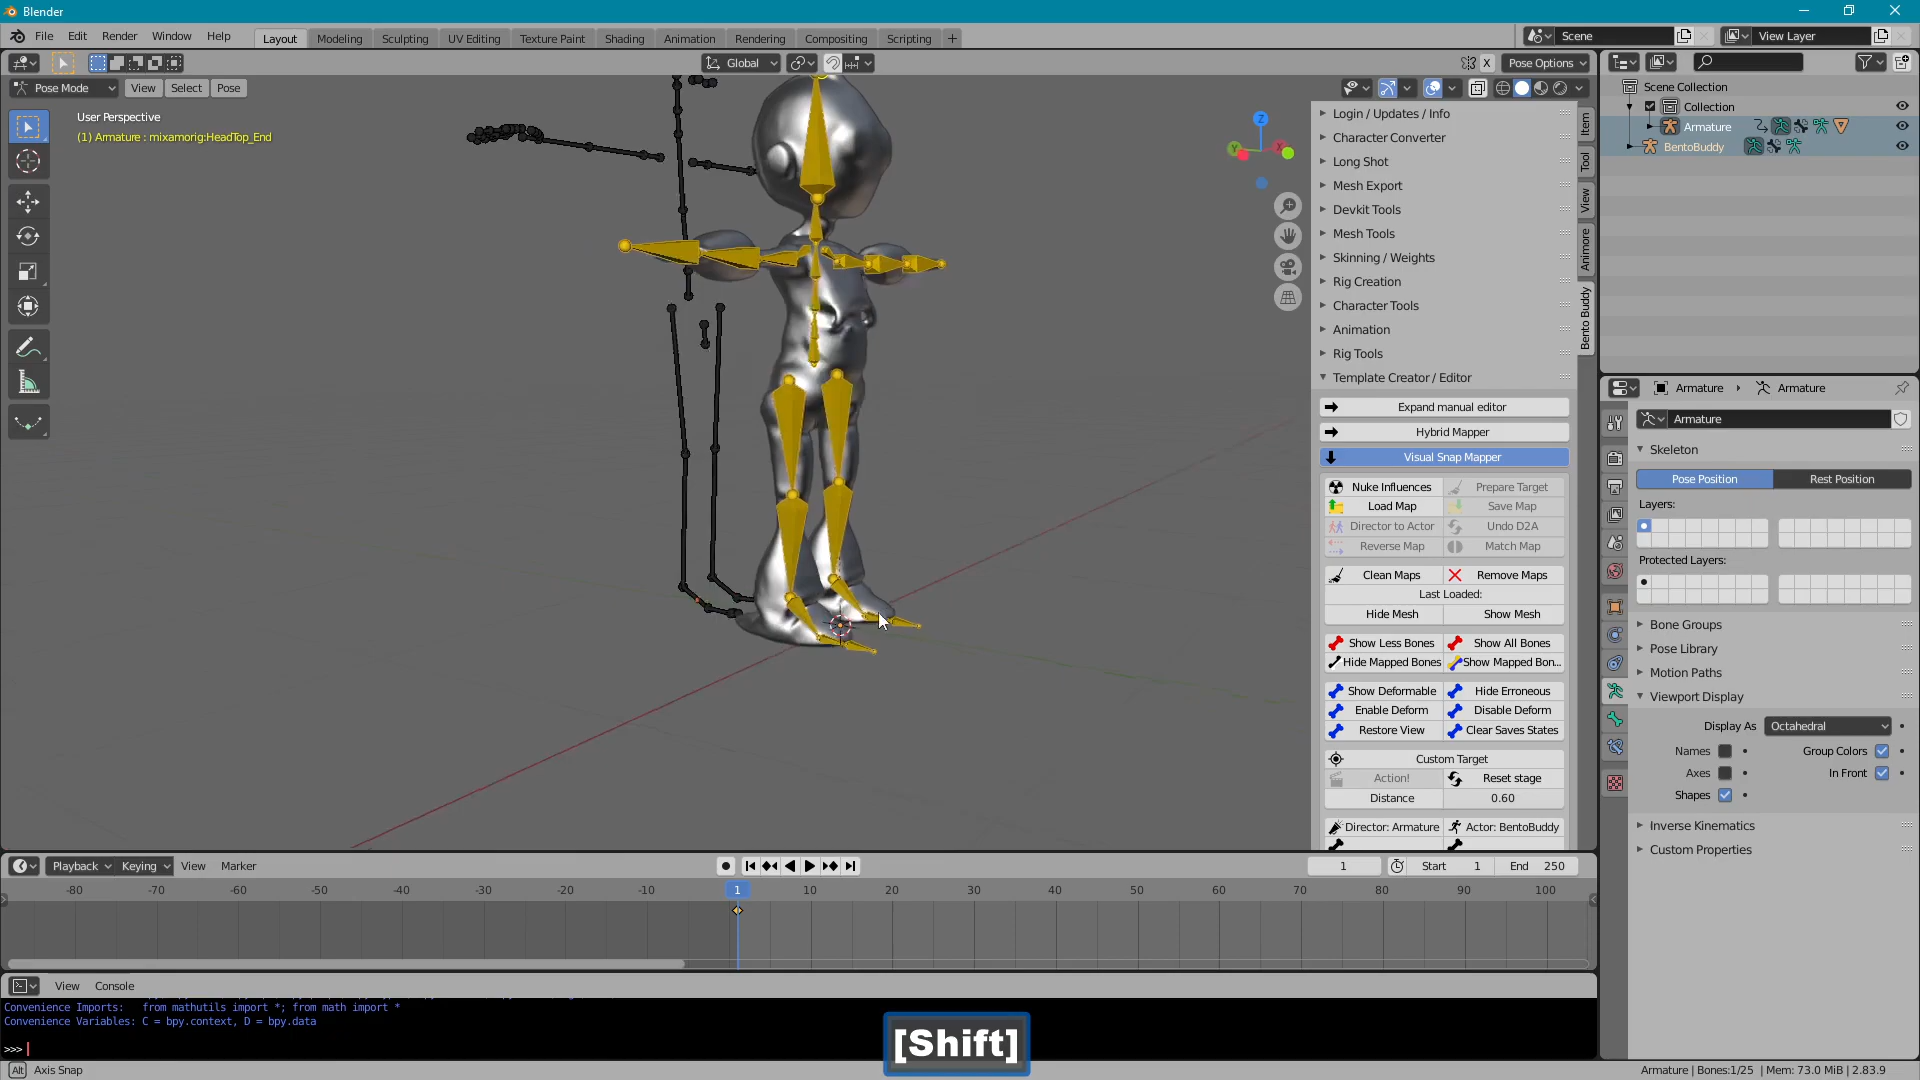 Blender
File Edit Render Window Help Layout Modeling Sculpting UV Editing Texture Paint Shading Animation Rendering Compositing Scripting + Scene View Layer
Global X Pose Options
Pose Mode View Select Pose
User Perspective
(1) Armature : mixamorig:HeadTop_End
Z
Y
X
Login / Updates / Info
Character Converter
Long Shot
Mesh Export
Devkit Tools
Mesh Tools
Skinning / Weights
Rig Creation
Character Tools
Animation
Rig Tools
Template Creator / Editor
Expand manual editor
Hybrid Mapper
Visual Snap Mapper
Nuke Influences Prepare Target
Load Map Save Map
Director to Actor Undo D2A
Reverse Map Match Map
Clean Maps Remove Maps
Last Loaded:
Hide Mesh Show Mesh
Show Less Bones Show All Bones
Hide Mapped Bones Show Mapped Bon...
Show Deformable Hide Erroneous
Enable Deform Disable Deform
Restore View Clear Saves States
Custom Target
Action! Reset stage
Distance 0.60
Director: Armature Actor: BentoBuddy
Item
Tool
View
Animore
Bento Buddy
Scene Collection
Collection
Armature
BentoBuddy
Armature Armature
Armature
Skeleton
Pose Position Rest Position
Layers:
Protected Layers:
Bone Groups
Pose Library
Motion Paths
Viewport Display
Display As Octahedral
Names Group Colors
Axes In Front
Shapes
Inverse Kinematics
Custom Properties
Playback Keying View Marker 1 Start 1 End 250
-80 -70 -60 -50 -40 -30 -20 -10 1 10 20 30 40 50 60 70 80 90 100
View Console
Convenience Imports: from mathutils import *; from math import *
Convenience Variables: C = bpy.context, D = bpy.data
>>>
[Shift]
Alt Axis Snap
Armature | Bones:1/25 | Mem: 73.0 MiB | 2.83.9